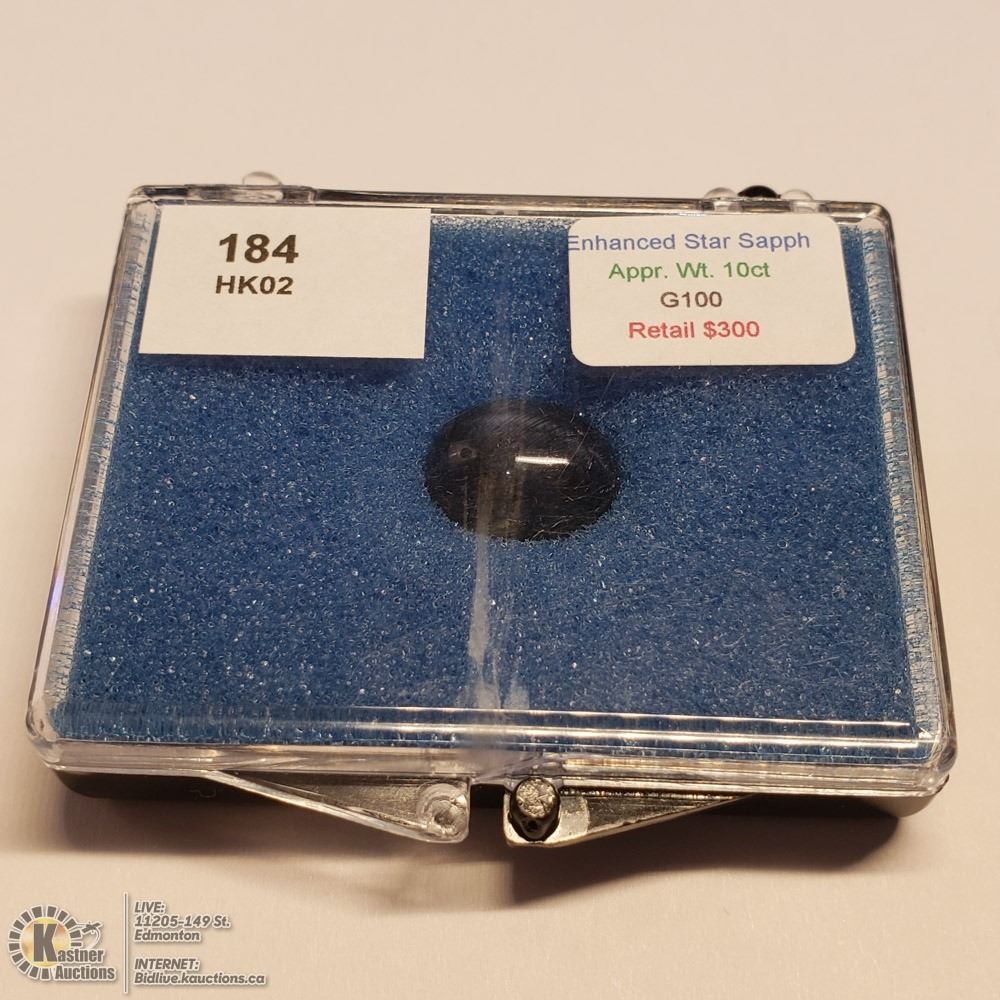 184
HK02
Enhanced Star Sapph
Appr. Wt. 10ct
G100
Retail $300
Kastner
Auctions
LIVE:
11205-149 St.
Edmonton
INTERNET:
Bidlive.kauctions.ca